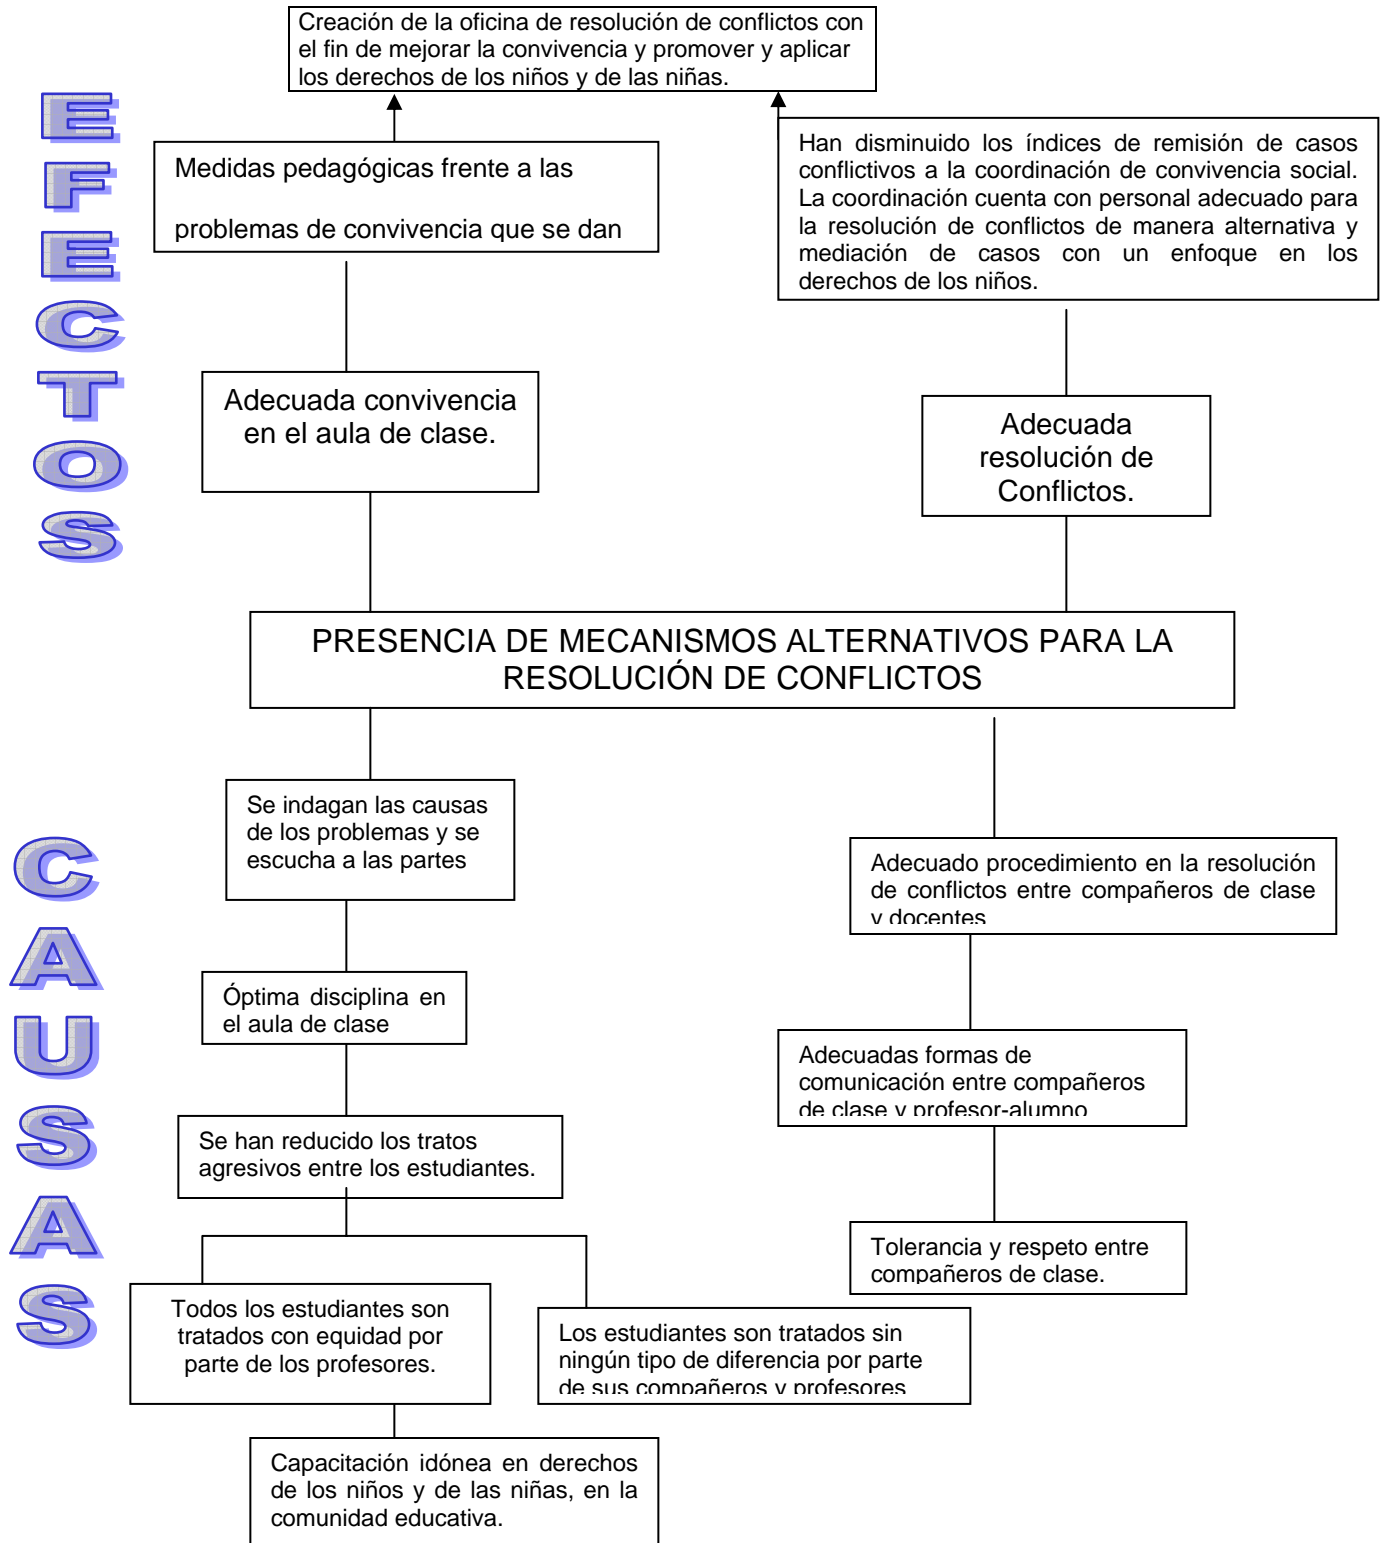 Creación de la oficina de resolución de conflictos con
el fin de mejorar la convivencia y promover y aplicar
los derechos de los niños y de las niñas.
EFECTOS
Medidas pedagógicas frente a las
problemas de convivencia que se dan
Han disminuido los índices de remisión de casos
conflictivos a la coordinación de convivencia social.
La coordinación cuenta con personal adecuado para
la resolución de conflictos de manera alternativa y
mediación de casos con un enfoque en los
derechos de los niños.
Adecuada convivencia
en el aula de clase.
Adecuada
resolución de
Conflictos.
PRESENCIA DE MECANISMOS ALTERNATIVOS PARA LA
RESOLUCIÓN DE CONFLICTOS
CAUSAS
Se indagan las causas
de los problemas y se
escucha a las partes
Adecuado procedimiento en la resolución
de conflictos entre compañeros de clase
y docentes
Óptima disciplina en
el aula de clase
Adecuadas formas de
comunicación entre compañeros
de clase y profesor-alumno
Se han reducido los tratos
agresivos entre los estudiantes.
Tolerancia y respeto entre
compañeros de clase.
Todos los estudiantes son
tratados con equidad por
parte de los profesores.
Los estudiantes son tratados sin
ningún tipo de diferencia por parte
de sus compañeros y profesores
Capacitación idónea en derechos
de los niños y de las niñas, en la
comunidad educativa.